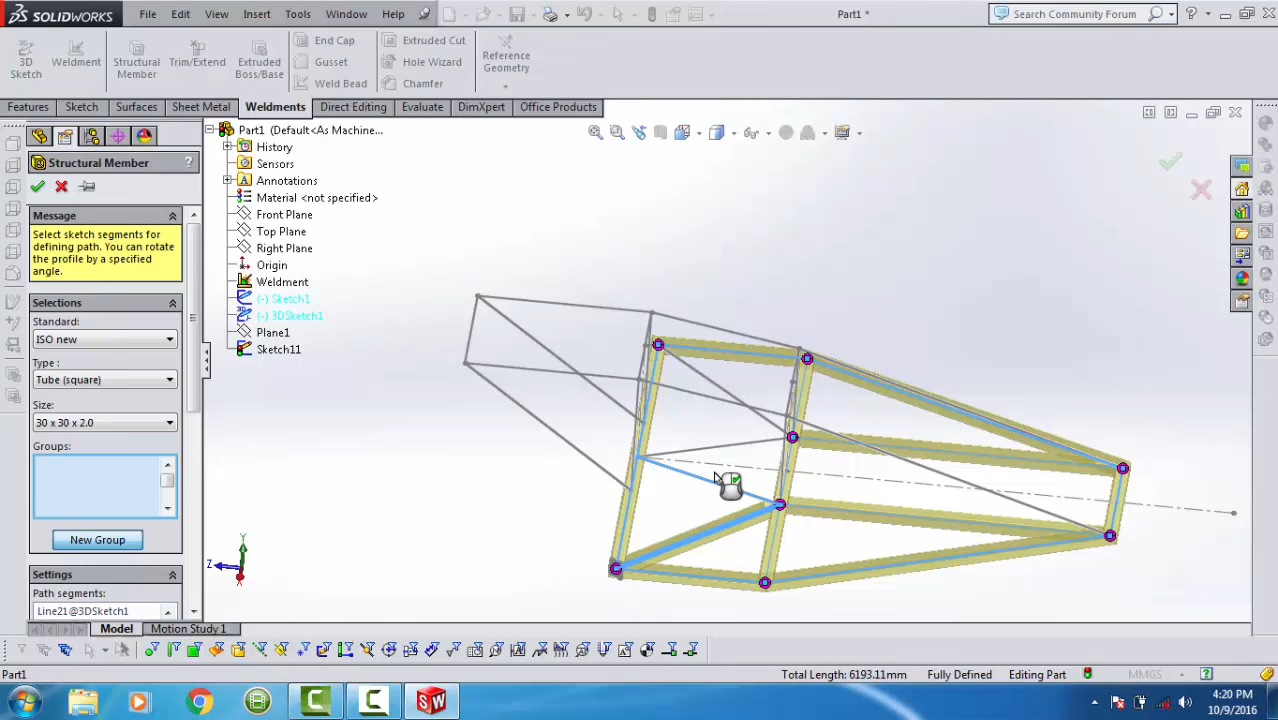 SOLIDWORKS File Edit View Insert Tools Window Help Part1 * Search Community Forum
3D Sketch Weldment Structural Member Trim/Extend Extruded Boss/Base End Cap Gusset Weld Bead Extruded Cut Hole Wizard Chamfer Reference Geometry
Features Sketch Surfaces Sheet Metal Weldments Direct Editing Evaluate DimXpert Office Products
Structural Member ?
Message
Select sketch segments for
defining path. You can rotate
the profile by a specified
angle.
Selections
Standard:
ISO new
Type :
Tube (square)
Size:
30 x 30 x 2.0
Groups:
New Group
Settings
Path segments:
Line21@3DSketch1
Part1 (Default<As Machine...
History
Sensors
Annotations
Material <not specified>
Front Plane
Top Plane
Right Plane
Origin
Weldment
(-) Sketch1
(-) 3DSketch1
Plane1
Sketch11
Y
Z
X
Model Motion Study 1
Part1 Total Length: 6193.11mm Fully Defined Editing Part MMGS
4:20 PM
10/9/2016